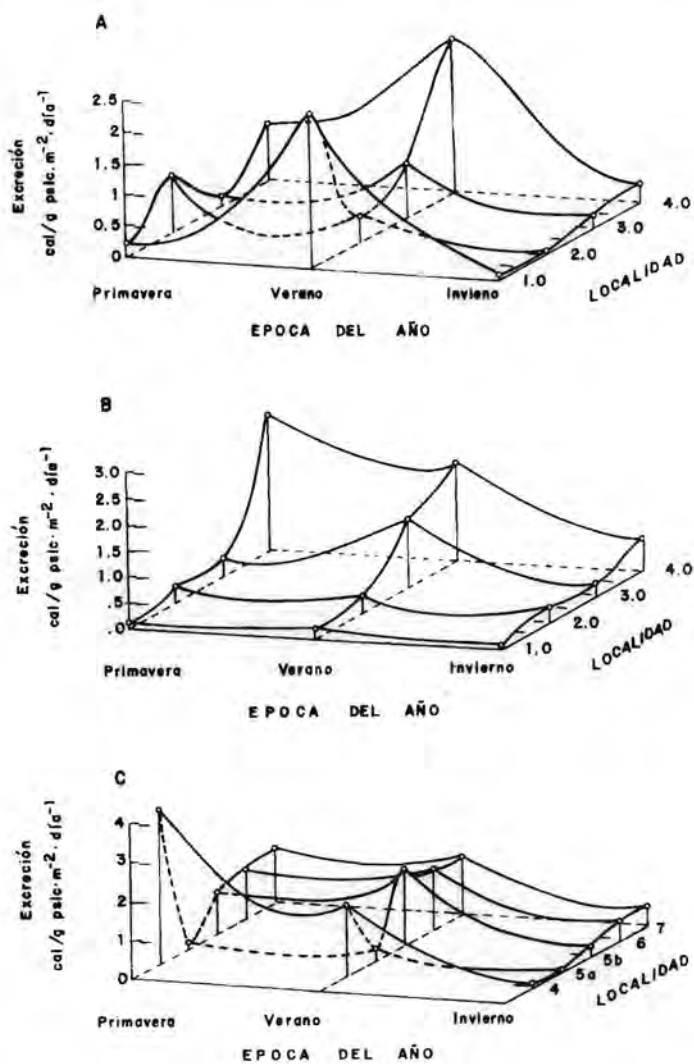 A
Excreción
cal/g psic. m⁻². día⁻¹
2.5
2
1.5
1
0.5
0
Primavera
Verano
Invieno
1.0
2.0
3.0
4.0
LOCALIDAD
EPOCA DEL AÑO
B
Excreción
cal/g psic· m⁻². día⁻¹
3.0
2.5
2.0
1.5
1.0
.5
.0
Primavera
Verano
Invierno
1.0
2.0
3.0
4.0
LOCALIDAD
EPOCA DEL AÑO
C
Excreción
cal/g psic·m⁻². día⁻¹
4
3
2
1
0
Primavera
Verano
Invierno
4
5a
5b
6
7
LOCALIDAD
EPOCA DEL AÑO